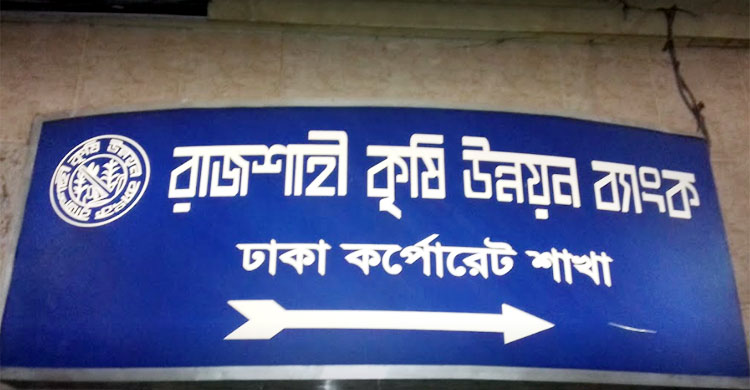 রাজশাহী কৃষি উন্নয়ন ব্যাংক
ঢাকা কর্পোরেট শাখা